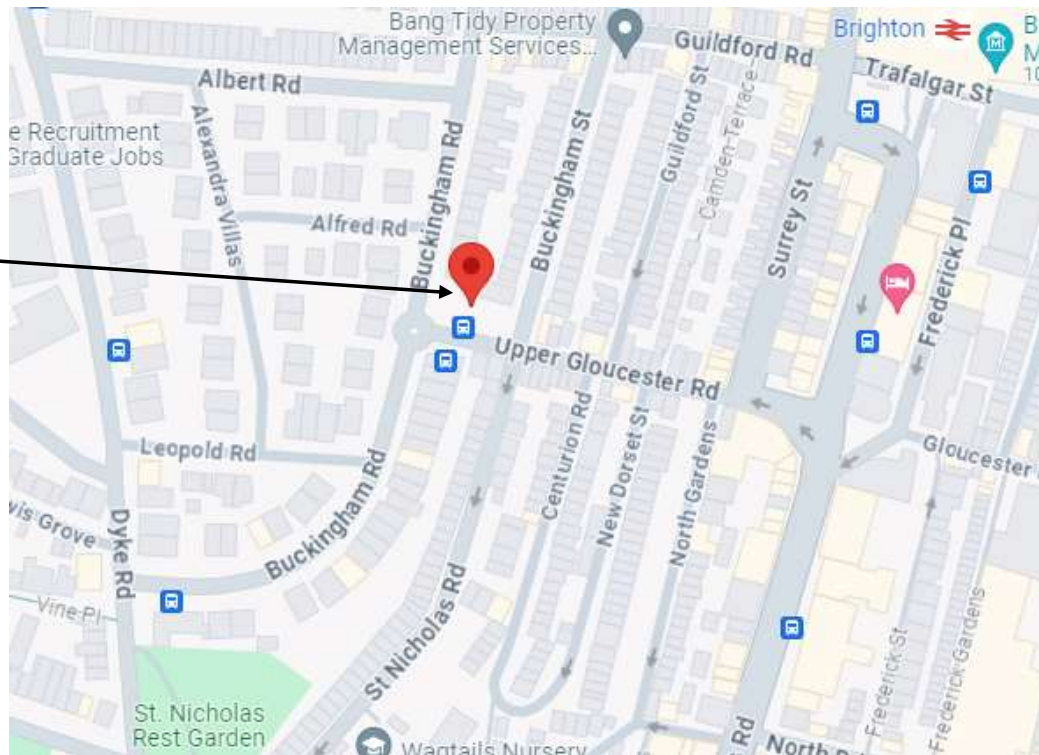 Bang Tidy Property
Management Services...
Guildford Rd
Brighton
B
M
10
Trafalgar St
Albert Rd
e Recruitment
Graduate Jobs
Alexandra Villas
Buckingham Rd
Buckingham St
Guildford St
Camden Terrace
Surrey St
Alfred Rd
Frederick Pl
Upper Gloucester Rd
Leopold Rd
Buckingham Rd
Centurion Rd
New Dorset St
North Gardens
Gloucester
wis Grove
Dyke Rd
Vine Pl
St Nicholas Rd
Frederick St
Frederick Gardens
St. Nicholas
Rest Garden
Wagtails Nursery
Rd
North